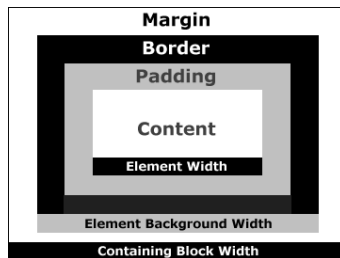 Margin
Border
Padding
Content
Element Width
Element Background Width
Containing Block Width